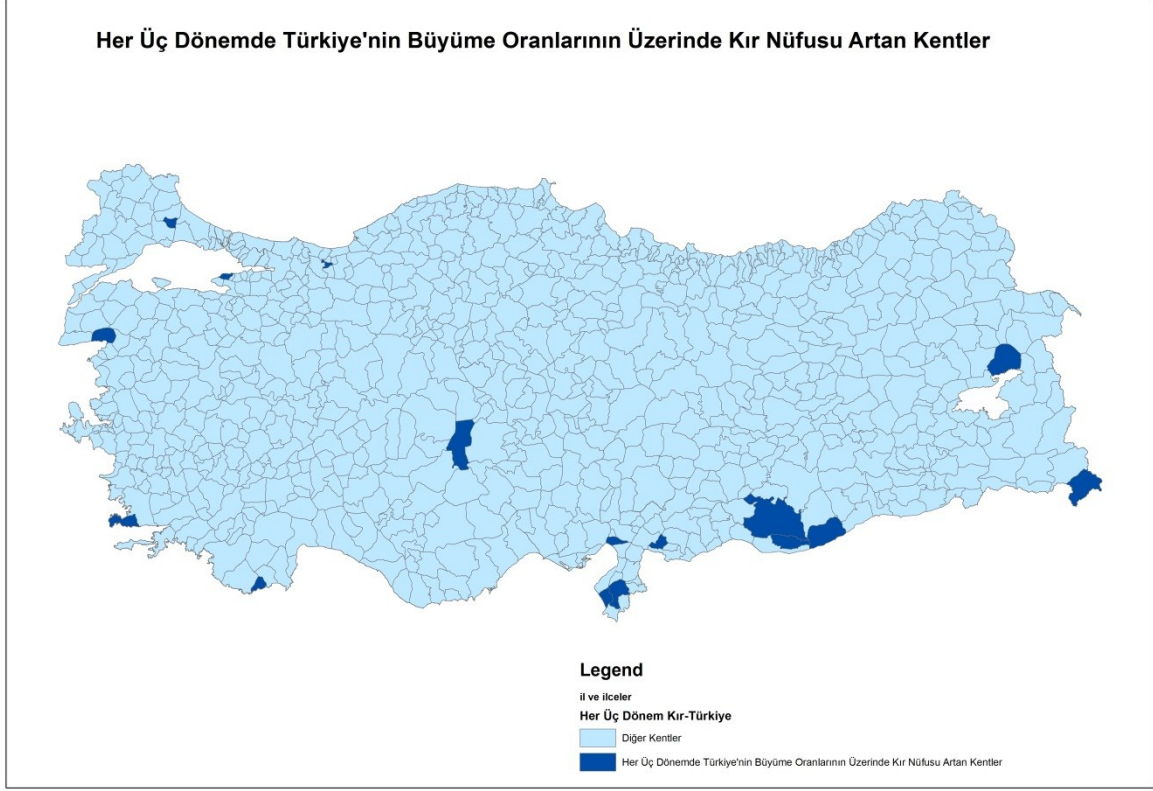 Her Üç Dönemde Türkiye'nin Büyüme Oranlarının Üzerinde Kır Nüfusu Artan Kentler
Legend
il ve ilceler
Her Üç Dönem Kır-Türkiye
Diğer Kentler
Her Üç Dönemde Türkiye'nin Büyüme Oranlarının Üzerinde Kır Nüfusu Artan Kentler